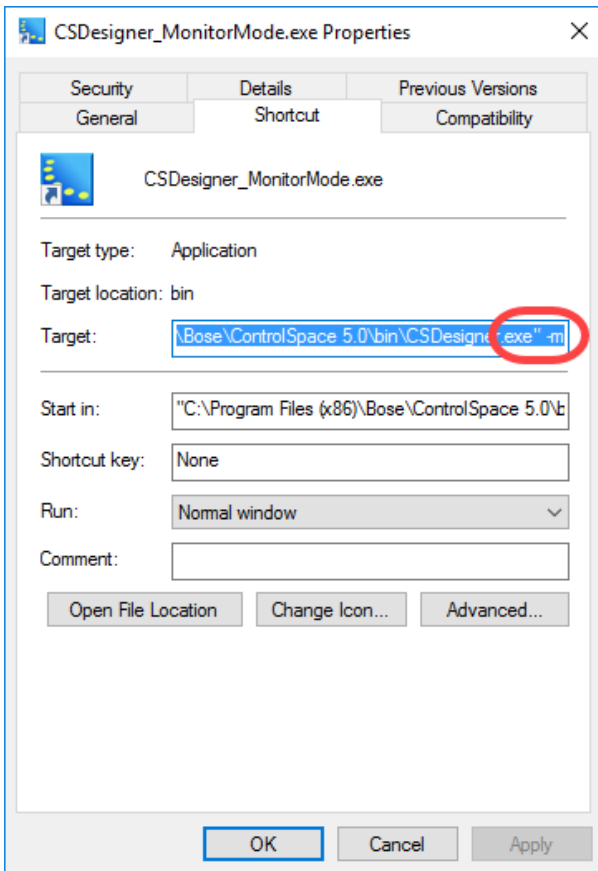 CSDesigner_MonitorMode.exe Properties
Security Details Previous Versions
General Shortcut Compatibility
CSDesigner_MonitorMode.exe
Target type: Application
Target location: bin
Target: \Bose\ControlSpace 5.0\bin\CSDesigner.exe" -m
Start in: "C:\Program Files (x86)\Bose\ControlSpace 5.0\b
Shortcut key: None
Run: Normal window
Comment:
Open File Location Change Icon... Advanced...
OK Cancel Apply